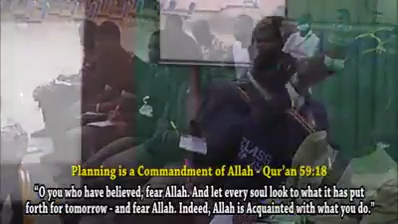 Planning is a Commandment of Allah - Qur'an 59:18
"O you who have believed, fear Allah. And let every soul look to what it has put
forth for tomorrow - and fear Allah. Indeed, Allah is Acquainted with what you do."